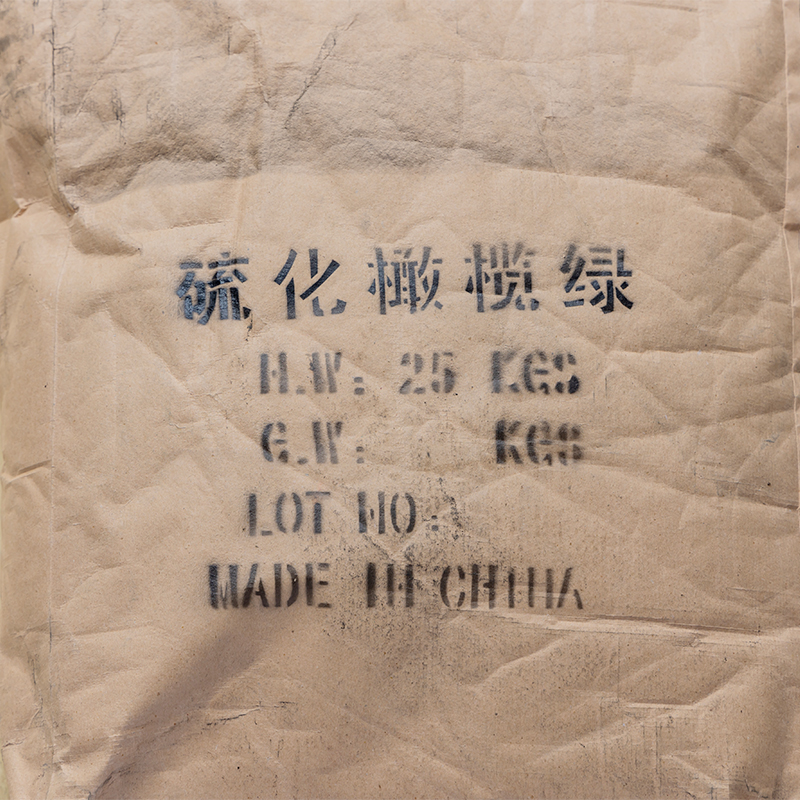 硫化橄榄绿
N.W: 25 KGS
G.W: KGS
LOT NO:
MADE IN CHINA